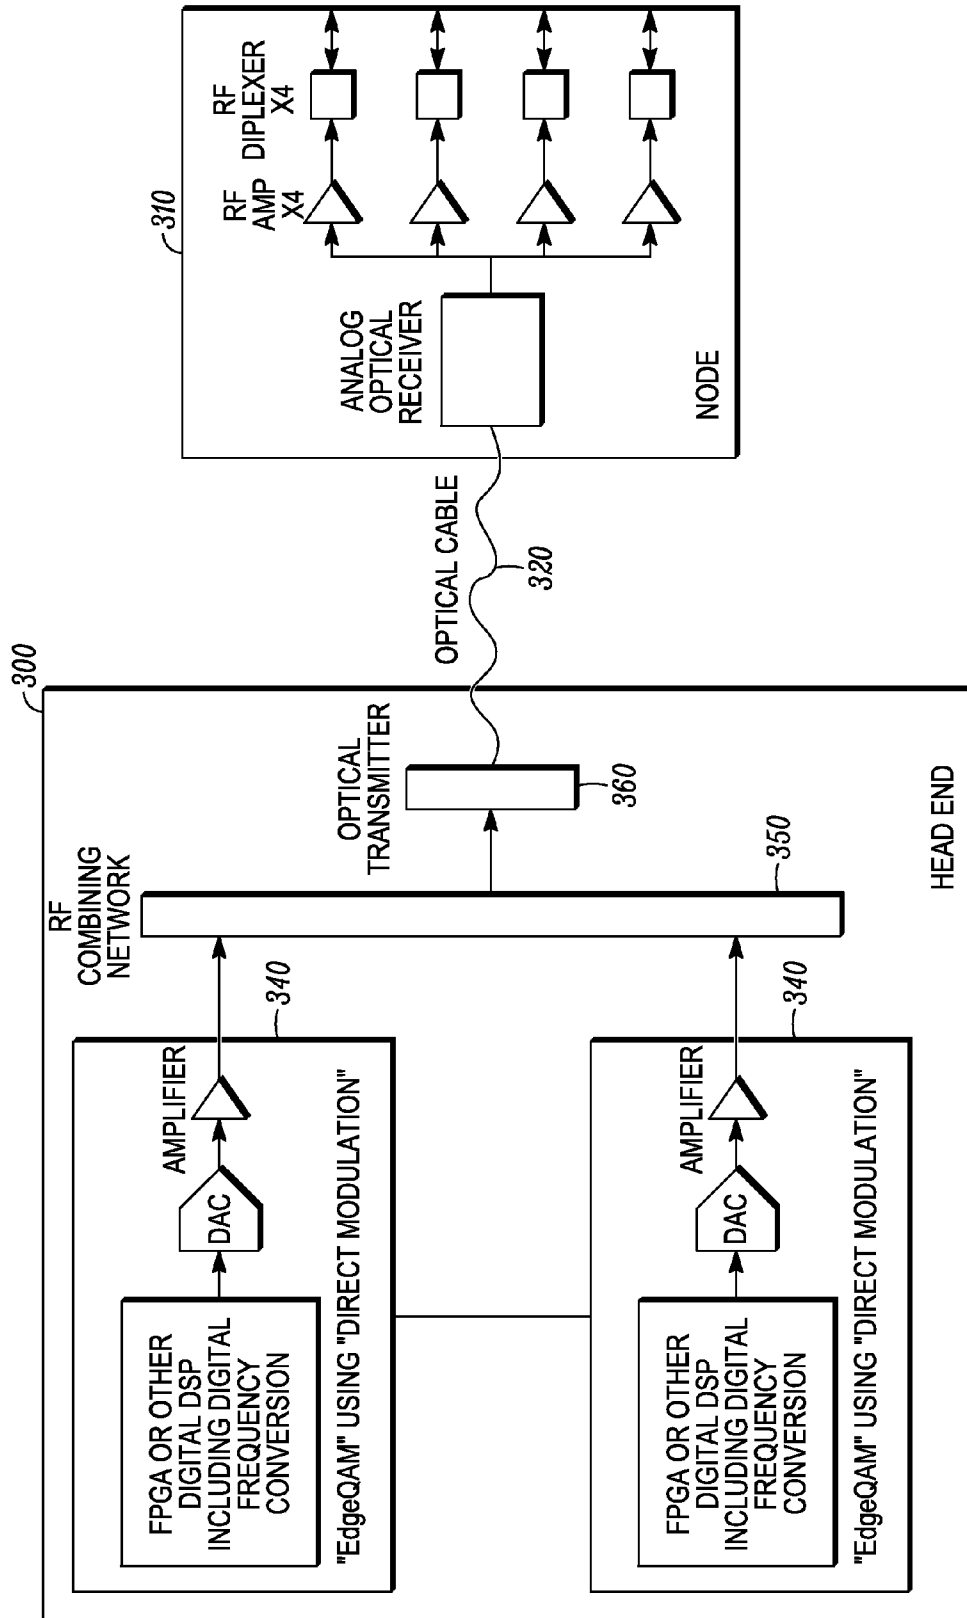 300
"EdgeQAM" USING "DIRECT MODULATION"
FPGA OR OTHER
DIGITAL DSP
INCLUDING DIGITAL
FREQUENCY
CONVERSION
DAC
AMPLIFIER
340
"EdgeQAM" USING "DIRECT MODULATION"
FPGA OR OTHER
DIGITAL DSP
INCLUDING DIGITAL
FREQUENCY
CONVERSION
DAC
AMPLIFIER
340
RF
COMBINING
NETWORK
350
OPTICAL
TRANSMITTER
360
HEAD END
OPTICAL CABLE
320
310
ANALOG
OPTICAL
RECEIVER
RF
AMP
X4
RF
DIPLEXER
X4
NODE